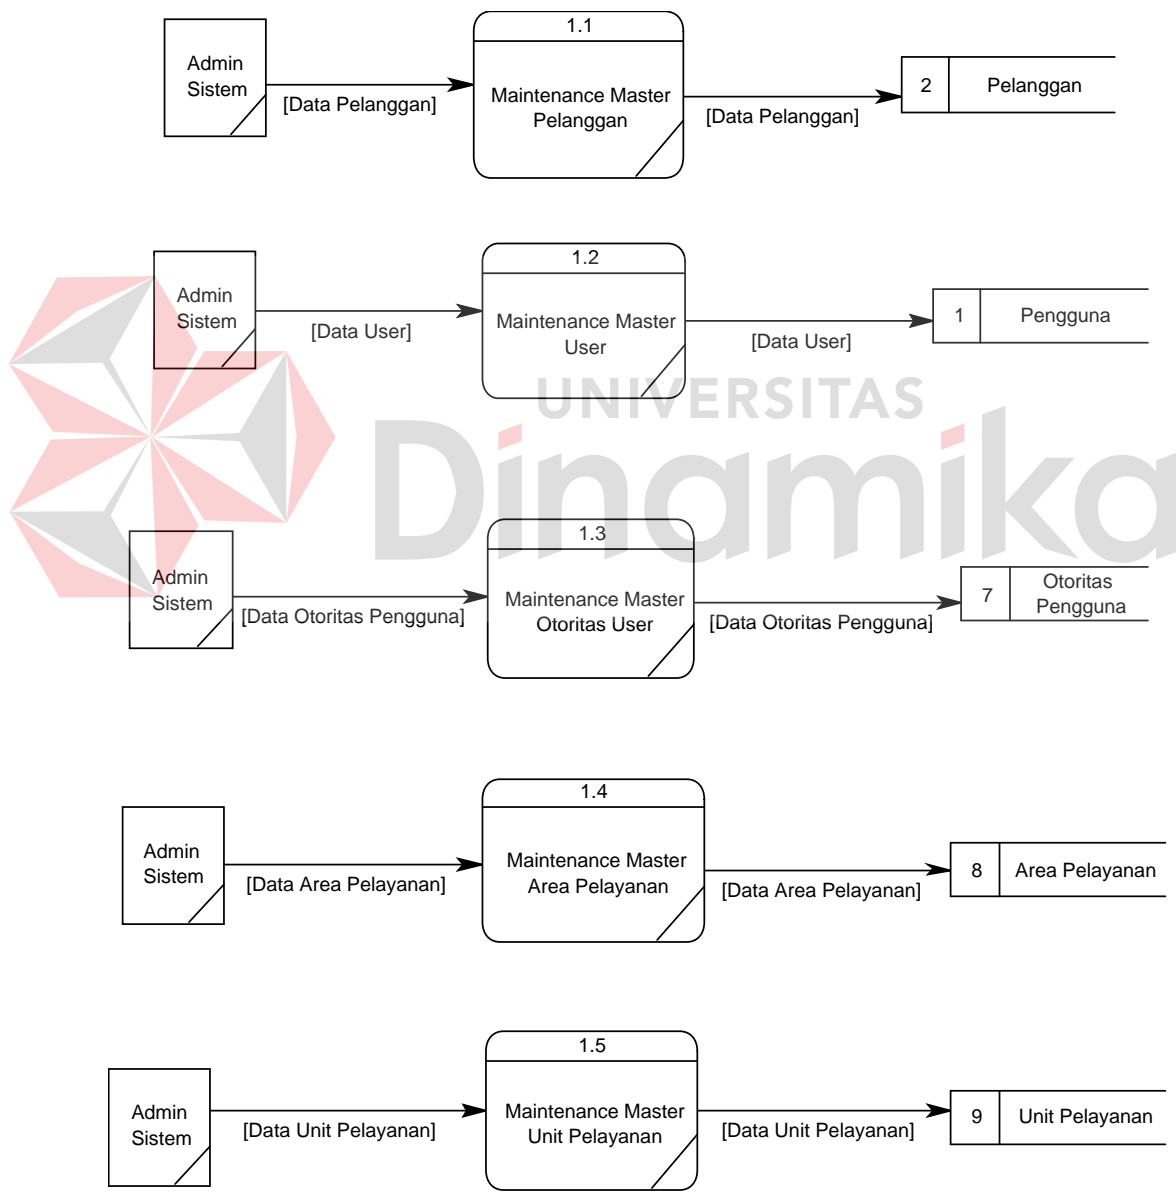 1.1
Admin
Sistem
[Data Pelanggan]
Maintenance Master
Pelanggan
[Data Pelanggan]
2
Pelanggan
1.2
Admin
Sistem
[Data User]
Maintenance Master
User
[Data User]
1
Pengguna
UNIVERSITAS
Dinamika
1.3
Admin
Sistem
[Data Otoritas Pengguna]
Maintenance Master
Otoritas User
[Data Otoritas Pengguna]
7
Otoritas
Pengguna
1.4
Admin
Sistem
[Data Area Pelayanan]
Maintenance Master
Area Pelayanan
[Data Area Pelayanan]
8
Area Pelayanan
1.5
Admin
Sistem
[Data Unit Pelayanan]
Maintenance Master
Unit Pelayanan
[Data Unit Pelayanan]
9
Unit Pelayanan